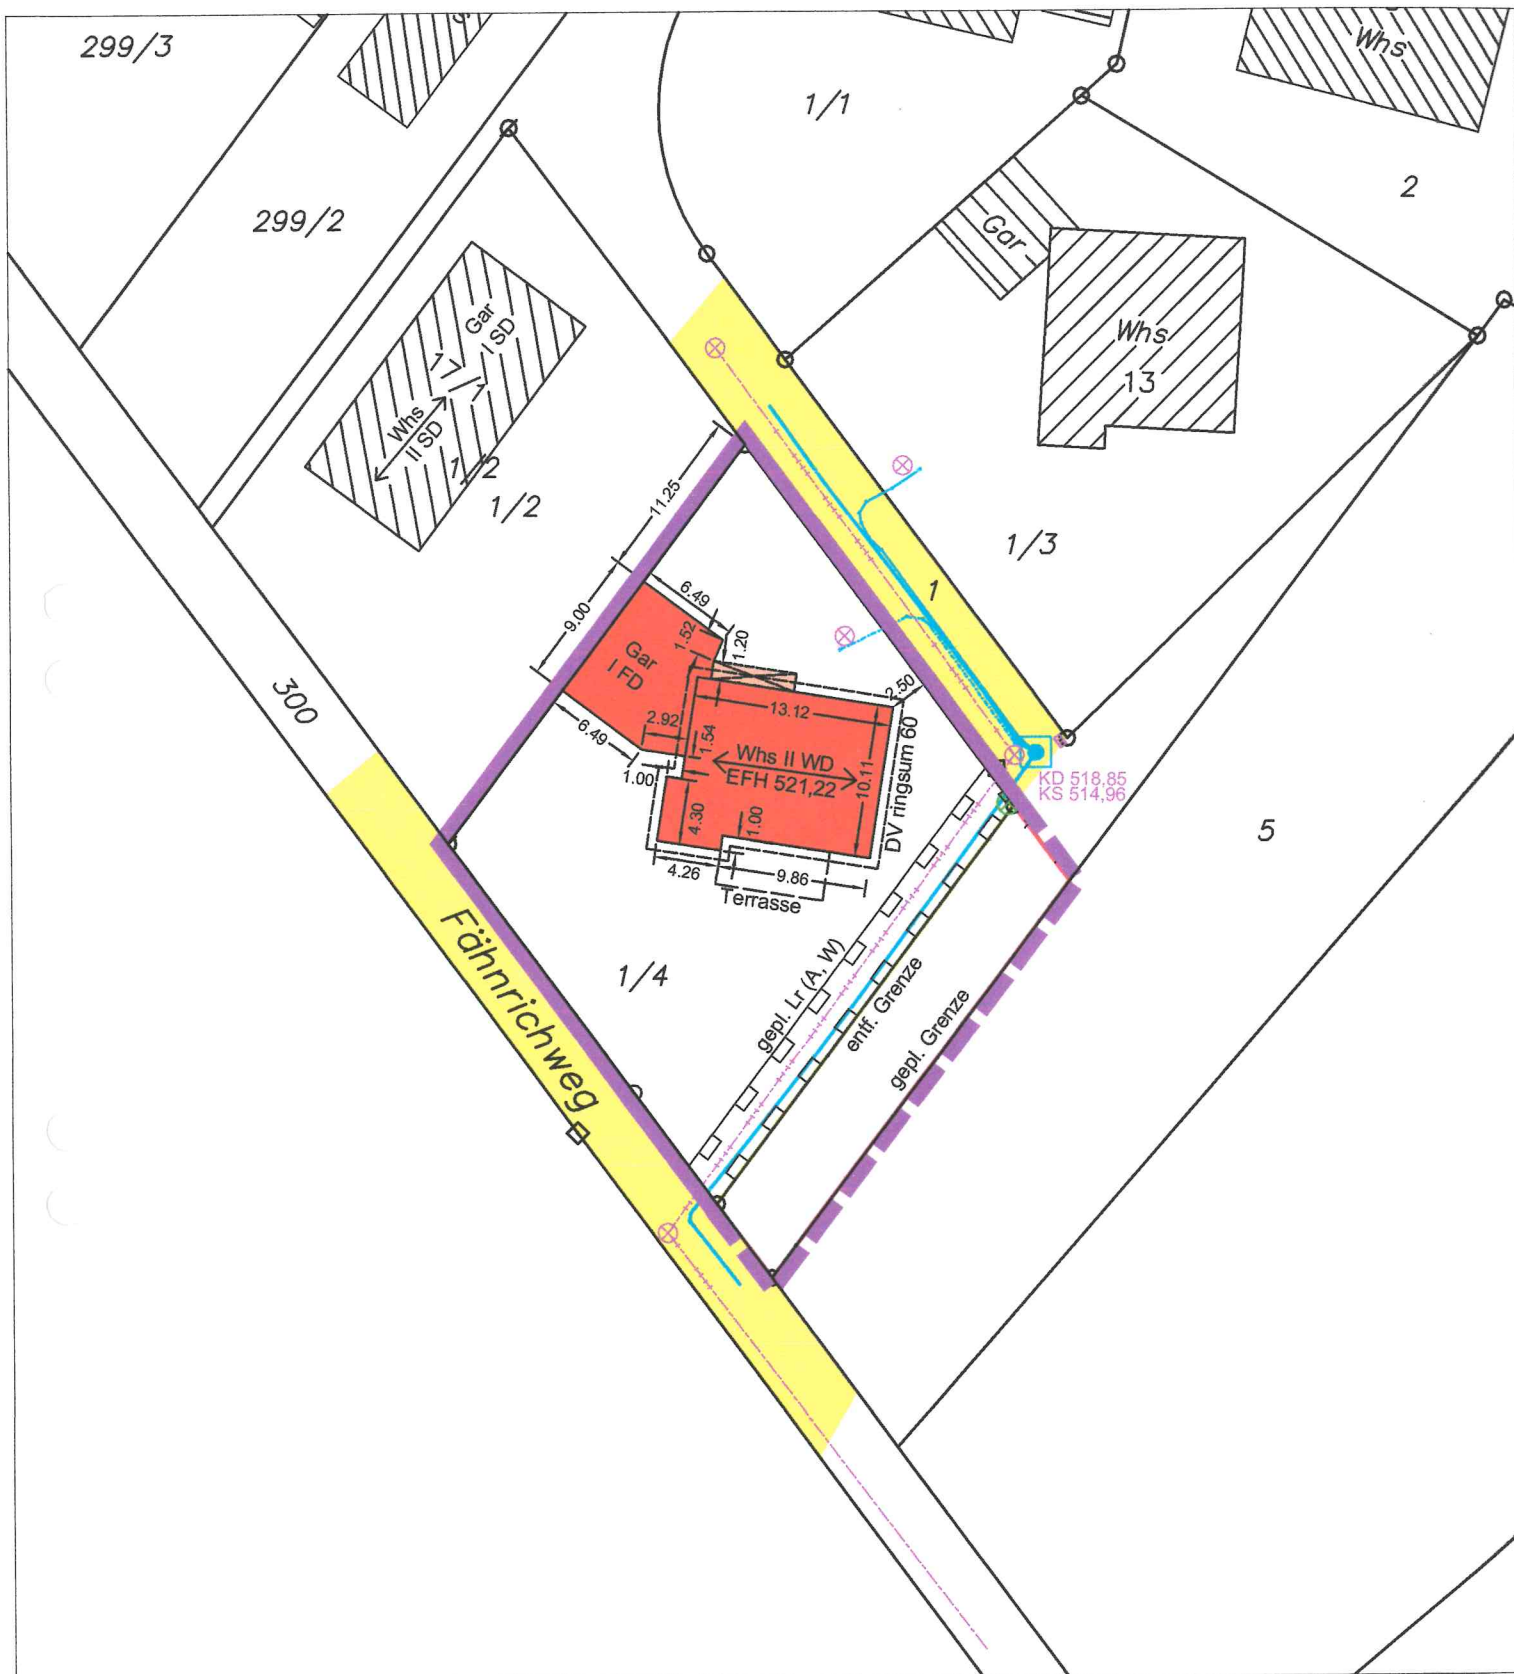 299/3
1/1
Whs
2
299/2
Gar
Gar
I SD
17/1
Whs
II SD
1/2
1/2
Whs
13
11.25
1/3
1
9.00
6.49
1.52
1.20
Gar
I FD
300
2.50
2.92
13.12
6.49
1.54
Whs II WD
EFH 521,22
10.11
DV ringsum 60
1.00
KD 518,85
KS 514,96
4.30
1.00
5
4.26
9.86
Terrasse
Fähnrichweg
1/4
gepl. Lr (A, W)
entf. Grenze
gepl. Grenze